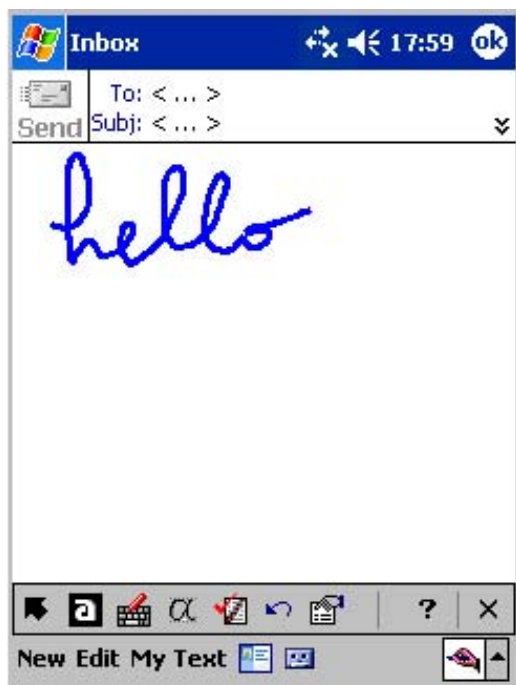 Inbox 17:59 ok
To: < ... >
Send Subj: < ... >
hello
a α ? ×
New Edit My Text